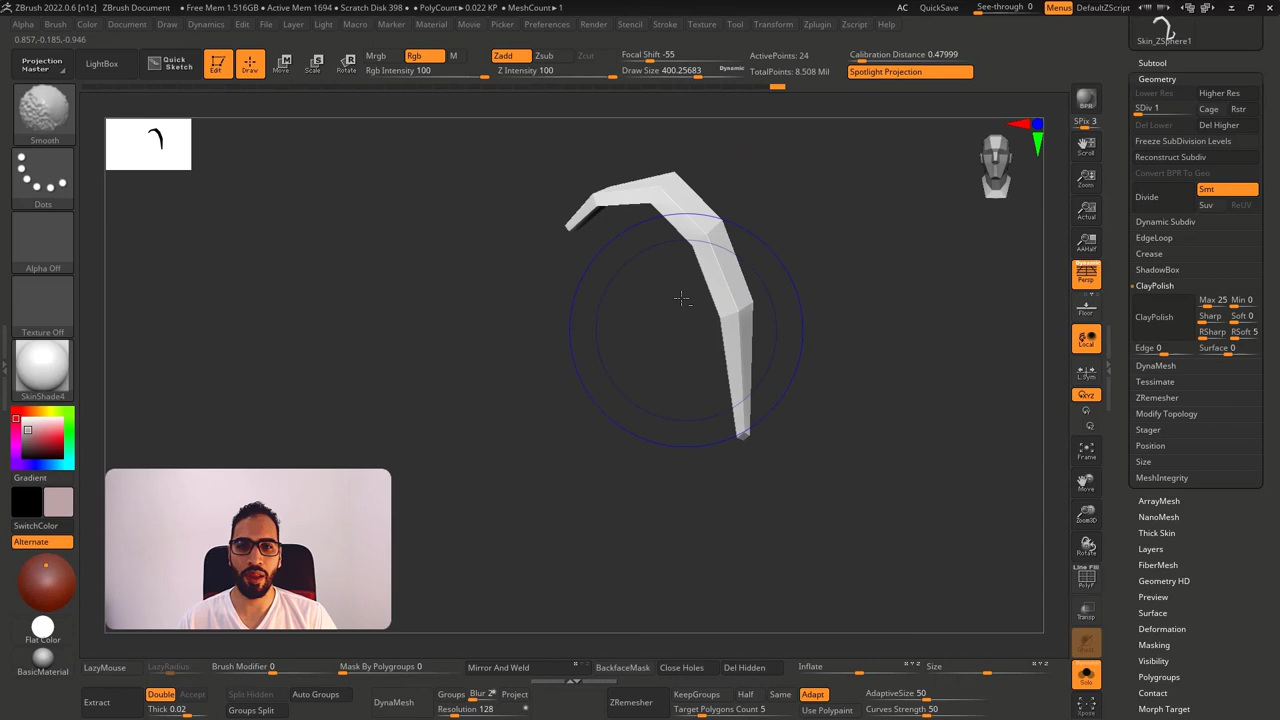 ZBrush 2022.0.6 [n1z] ZBrush Document • Free Mem 1.516GB • Active Mem 1694 • Scratch Disk 398 • PolyCount►0.022 KP • MeshCount►1
AC QuickSave See-through 0 Menus DefaultZScript
Alpha Brush Color Document Draw Dynamics Edit File Layer Light Macro Marker Material Movie Picker Preferences Render Stencil Stroke Texture Tool Transform Zplugin Zscript Help
0.857,-0.185,-0.946
Skin_ZSphere1
Projection Master
LightBox
Quick Sketch
Edit
Draw
Move
Scale
Rotate
Mrgb Rgb M
Rgb Intensity 100
Zadd Zsub Zcut
Z Intensity 100
Focal Shift -55
Draw Size 400.25683 Dynamic
ActivePoints: 24
TotalPoints: 8.508 Mil
Calibration Distance 0.47999
Spotlight Projection
Smooth
Dots
Alpha Off
Texture Off
SkinShade4
Gradient
SwitchColor
Alternate
Flat Color
BasicMaterial
BPR
SPix 3
Scroll
Zoom
Actual
AAHalf
Dynamic
Persp
Floor
Local
L.Sym
XYZ
Frame
Move
Zoom3D
Rotate
Line Fill
PolyF
Transp
Solo
Xpose
Subtool
Geometry
Lower Res Higher Res
SDiv 1 Cage Rstr
Del Lower Del Higher
Freeze SubDivision Levels
Reconstruct Subdiv
Convert BPR To Geo
Divide Smt
Suv ReUV
Dynamic Subdiv
EdgeLoop
Crease
ShadowBox
ClayPolish
ClayPolish
Max 25 Min 0
Sharp Soft 0
RSharp RSoft 5
Edge 0 Surface 0
DynaMesh
Tessimate
ZRemesher
Modify Topology
Stager
Position
Size
MeshIntegrity
ArrayMesh
NanoMesh
Thick Skin
Layers
FiberMesh
Geometry HD
Preview
Surface
Deformation
Masking
Visibility
Polygroups
Contact
Morph Target
LazyMouse LazyRadius Brush Modifier 0 Mask By Polygroups 0 Mirror And Weld BackfaceMask Close Holes Del Hidden Inflate Size
Extract Double Accept
Thick 0.02
Split Hidden
Groups Split
Auto Groups
DynaMesh
Groups Blur 2 Project
Resolution 128
ZRemesher
KeepGroups Half Same Adapt AdaptiveSize 50
Target Polygons Count 5 Use Polypaint Curves Strength 50